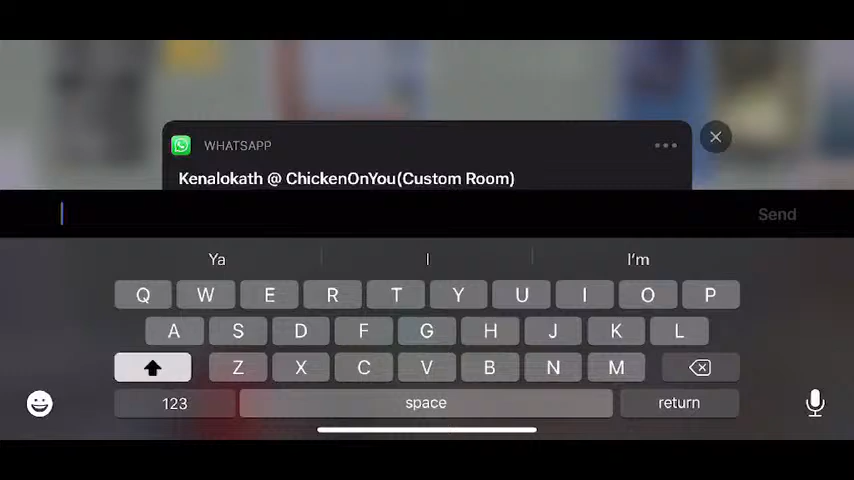 WHATSAPP
Kenalokath @ ChickenOnYou(Custom Room)
Send
Ya I I'm
Q W E R T Y U I O P
A S D F G H J K L
Z X C V B N M
123 space return